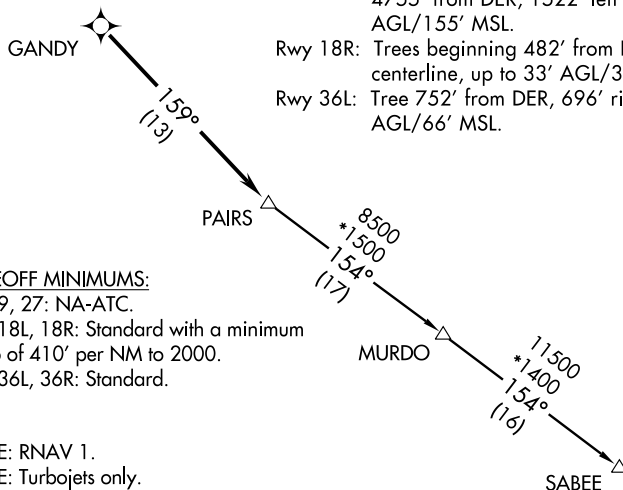 4755' from DER, 1522' left
AGL/155' MSL.
Rwy 18R: Trees beginning 482' from
centerline, up to 33' AGL/3
Rwy 36L: Tree 752' from DER, 696'
AGL/66' MSL.
GANDY
159°
(13)
PAIRS
8500
*1500
154°
(17)
MURDO
11500
*1400
154°
(16)
SABEE
9, 27: NA-ATC.
18L, 18R: Standard with a minimum
of 410' per NM to 2000.
36L, 36R: Standard.
RNAV 1.
Turbojets only.
MINIMUMS: